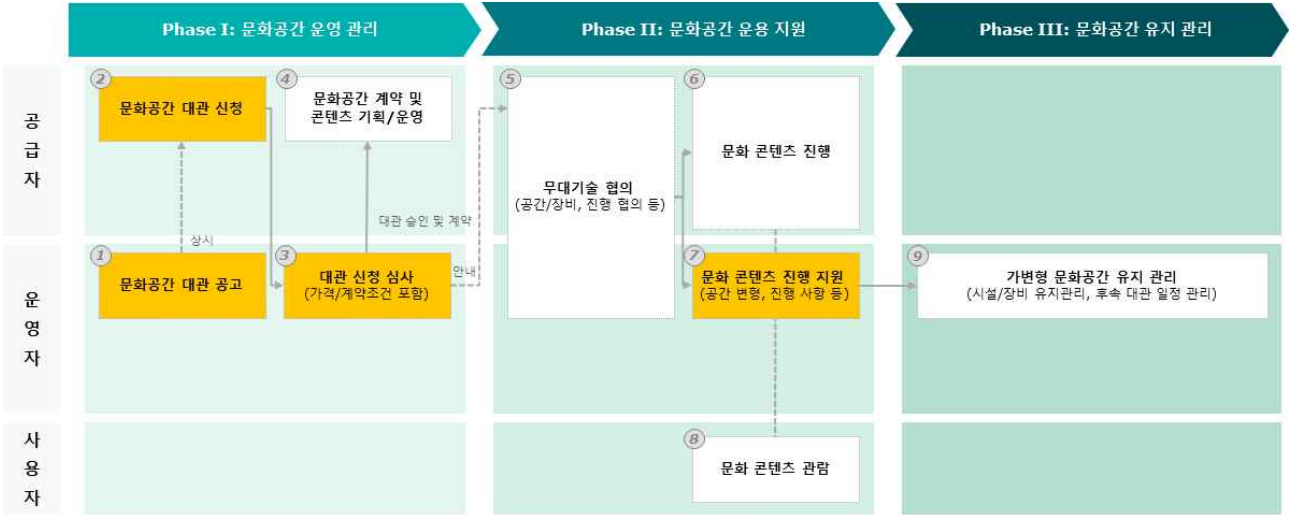 Phase I: 문화공간 운영 관리
Phase II: 문화공간 운용 지원
Phase III: 문화공간 유지 관리
공
급
자
2
문화공간 대관 신청
4
문화공간 계약 및
콘텐츠 기획/운영
5
무대기술 협의
(공간/장비, 진행 협의 등)
6
문화 콘텐츠 진행
대관 승인 및 계약
상시
안내
운
영
자
1
문화공간 대관 공고
3
대관 신청 심사
(가격/계약조건 포함)
7
문화 콘텐츠 진행 지원
(공간 변형, 진행 사항 등)
9
가변형 문화공간 유지 관리
(시설/장비 유지관리, 후속 대관 일정 관리)
사
용
자
8
문화 콘텐츠 관람